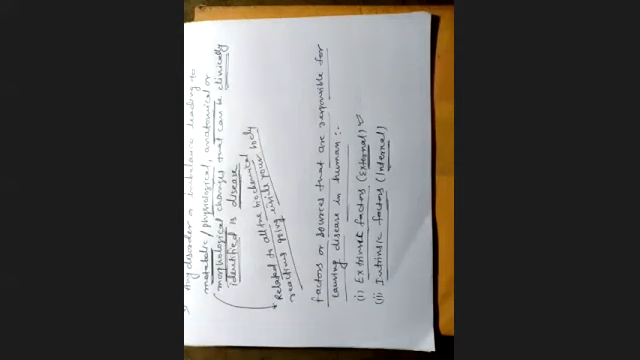 Any disorder or imbalance leading to
metabolic / physiological, anatomical or
morphological changes that can be clinically
identified is disease
* Related to all the biochemical
reactions going inside your body
Factors or sources that are responsible for
causing disease in human :-
(i) Extrinsic factors (External)
(ii) Intrinsic factors (Internal)